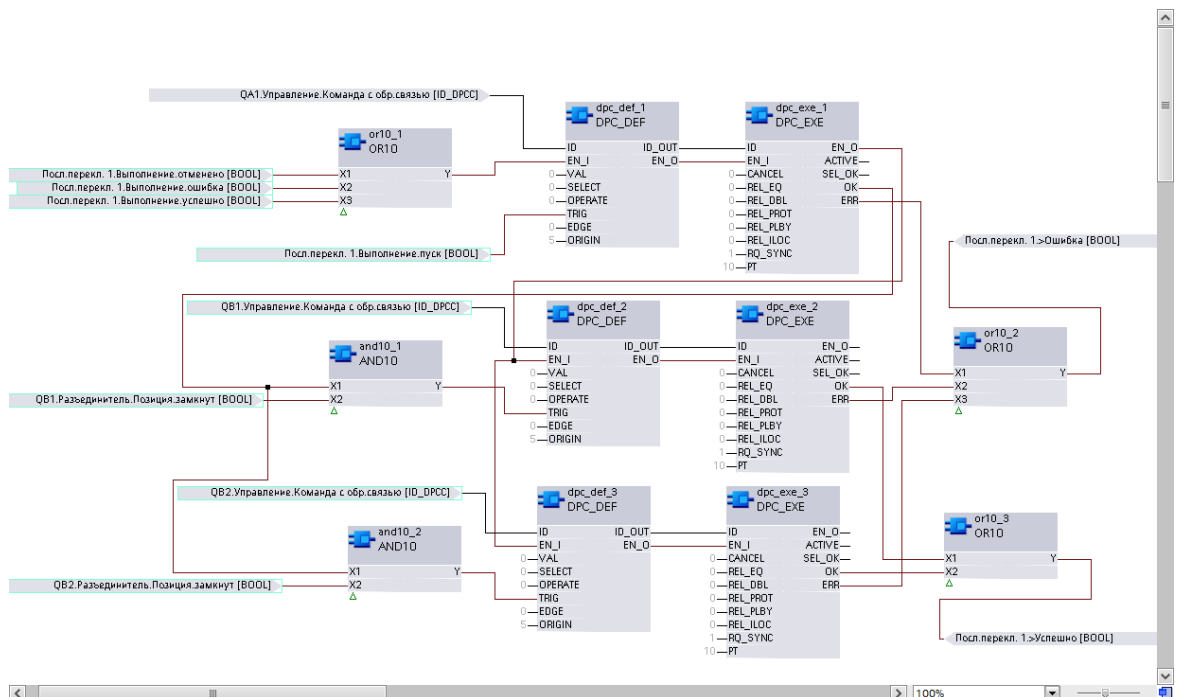 QA1.Управление.Команда с обр.связью [ID_DPCC]
dpc_def_1
DPC_DEF
ID ID_OUT
EN_I EN_O
0 VAL
0 SELECT
0 OPERATE
TRIG
0 EDGE
5 ORIGIN
dpc_exe_1
DPC_EXE
ID EN_O
EN_I ACTIVE
0 CANCEL SEL_OK
0 REL_EQ OK
0 REL_DBL ERR
0 REL_PROT
0 REL_PLBY
0 REL_ILOC
1 RQ_SYNC
10 PT
or10_1
OR10
X1 Y
X2
X3
Посл.перекл. 1.Выполнение.отменено [BOOL]
Посл.перекл. 1.Выполнение.ошибка [BOOL]
Посл.перекл. 1.Выполнение.успешно [BOOL]
Посл.перекл. 1.Выполнение.пуск [BOOL]
Посл.перекл. 1.>Ошибка [BOOL]
QB1.Управление.Команда с обр.связью [ID_DPCC]
dpc_def_2
DPC_DEF
ID ID_OUT
EN_I EN_O
0 VAL
0 SELECT
0 OPERATE
TRIG
0 EDGE
5 ORIGIN
dpc_exe_2
DPC_EXE
ID EN_O
EN_I ACTIVE
0 CANCEL SEL_OK
0 REL_EQ OK
0 REL_DBL ERR
0 REL_PROT
0 REL_PLBY
0 REL_ILOC
1 RQ_SYNC
10 PT
or10_2
OR10
X1 Y
X2
X3
and10_1
AND10
X1 Y
X2
QB1.Разъединитель.Позиция.замкнут [BOOL]
QB2.Управление.Команда с обр.связью [ID_DPCC]
dpc_def_3
DPC_DEF
ID ID_OUT
EN_I EN_O
0 VAL
0 SELECT
0 OPERATE
TRIG
0 EDGE
5 ORIGIN
dpc_exe_3
DPC_EXE
ID EN_O
EN_I ACTIVE
0 CANCEL SEL_OK
0 REL_EQ OK
0 REL_DBL ERR
0 REL_PROT
0 REL_PLBY
0 REL_ILOC
1 RQ_SYNC
10 PT
or10_3
OR10
X1 Y
X2
and10_2
AND10
X1 Y
X2
QB2.Разъединитель.Позиция.замкнут [BOOL]
Посл.перекл. 1.>Успешно [BOOL]
100%